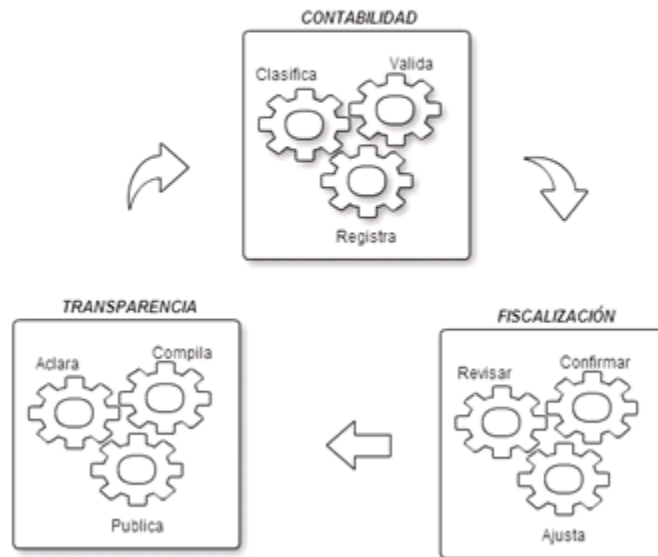 CONTABILIDAD
Clasifica
Valida
Registra
TRANSPARENCIA
Aclara
Compila
Publica
FISCALIZACIÓN
Revisar
Confirmar
Ajusta